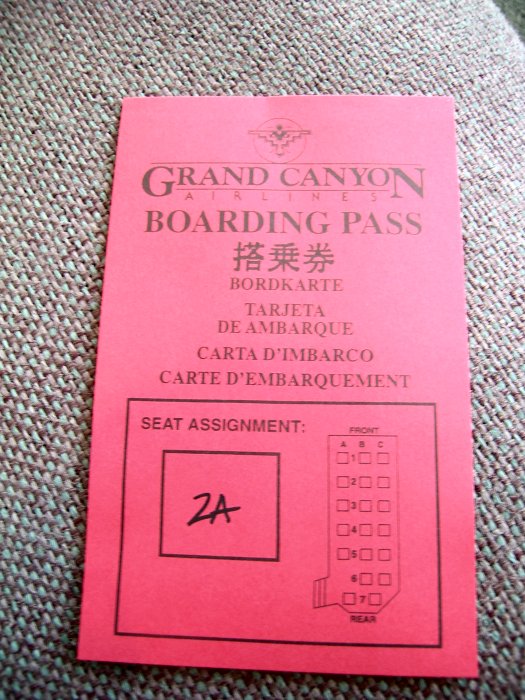 GRAND CANYON
AIRLINES
BOARDING PASS
搭乗券
BORDKARTE
TARJETA
DE AMBARQUE
CARTA D'IMBARCO
CARTE D'EMBARQUEMENT
SEAT ASSIGNMENT:
2A
FRONT
A B C
1
2
3
4
5
6
7
REAR